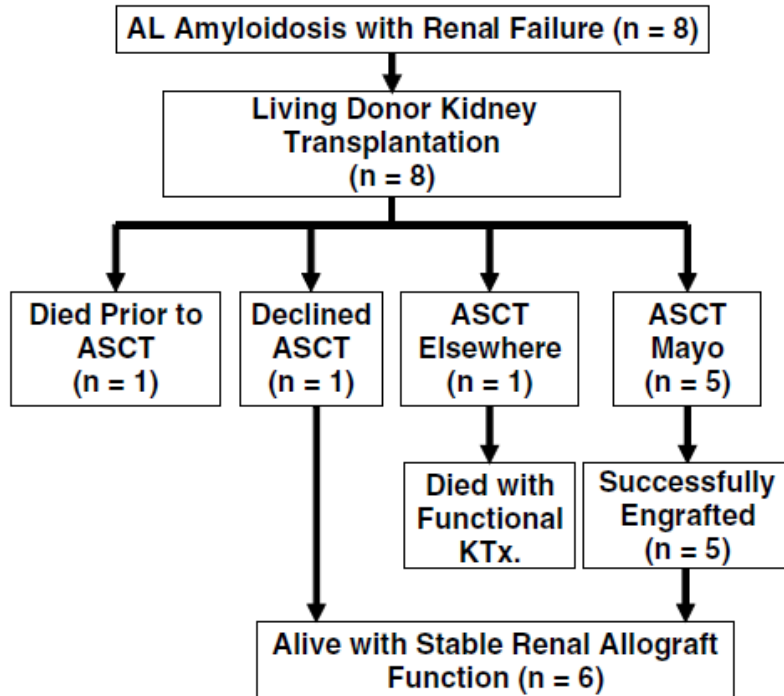 AL Amyloidosis with Renal Failure (n = 8)
Living Donor Kidney
Transplantation
(n = 8)
Died Prior to
ASCT
(n = 1)
Declined
ASCT
(n = 1)
ASCT
Elsewhere
(n = 1)
ASCT
Mayo
(n = 5)
Died with
Functional
KTx.
Successfully
Engrafted
(n = 5)
Alive with Stable Renal Allograft
Function (n = 6)